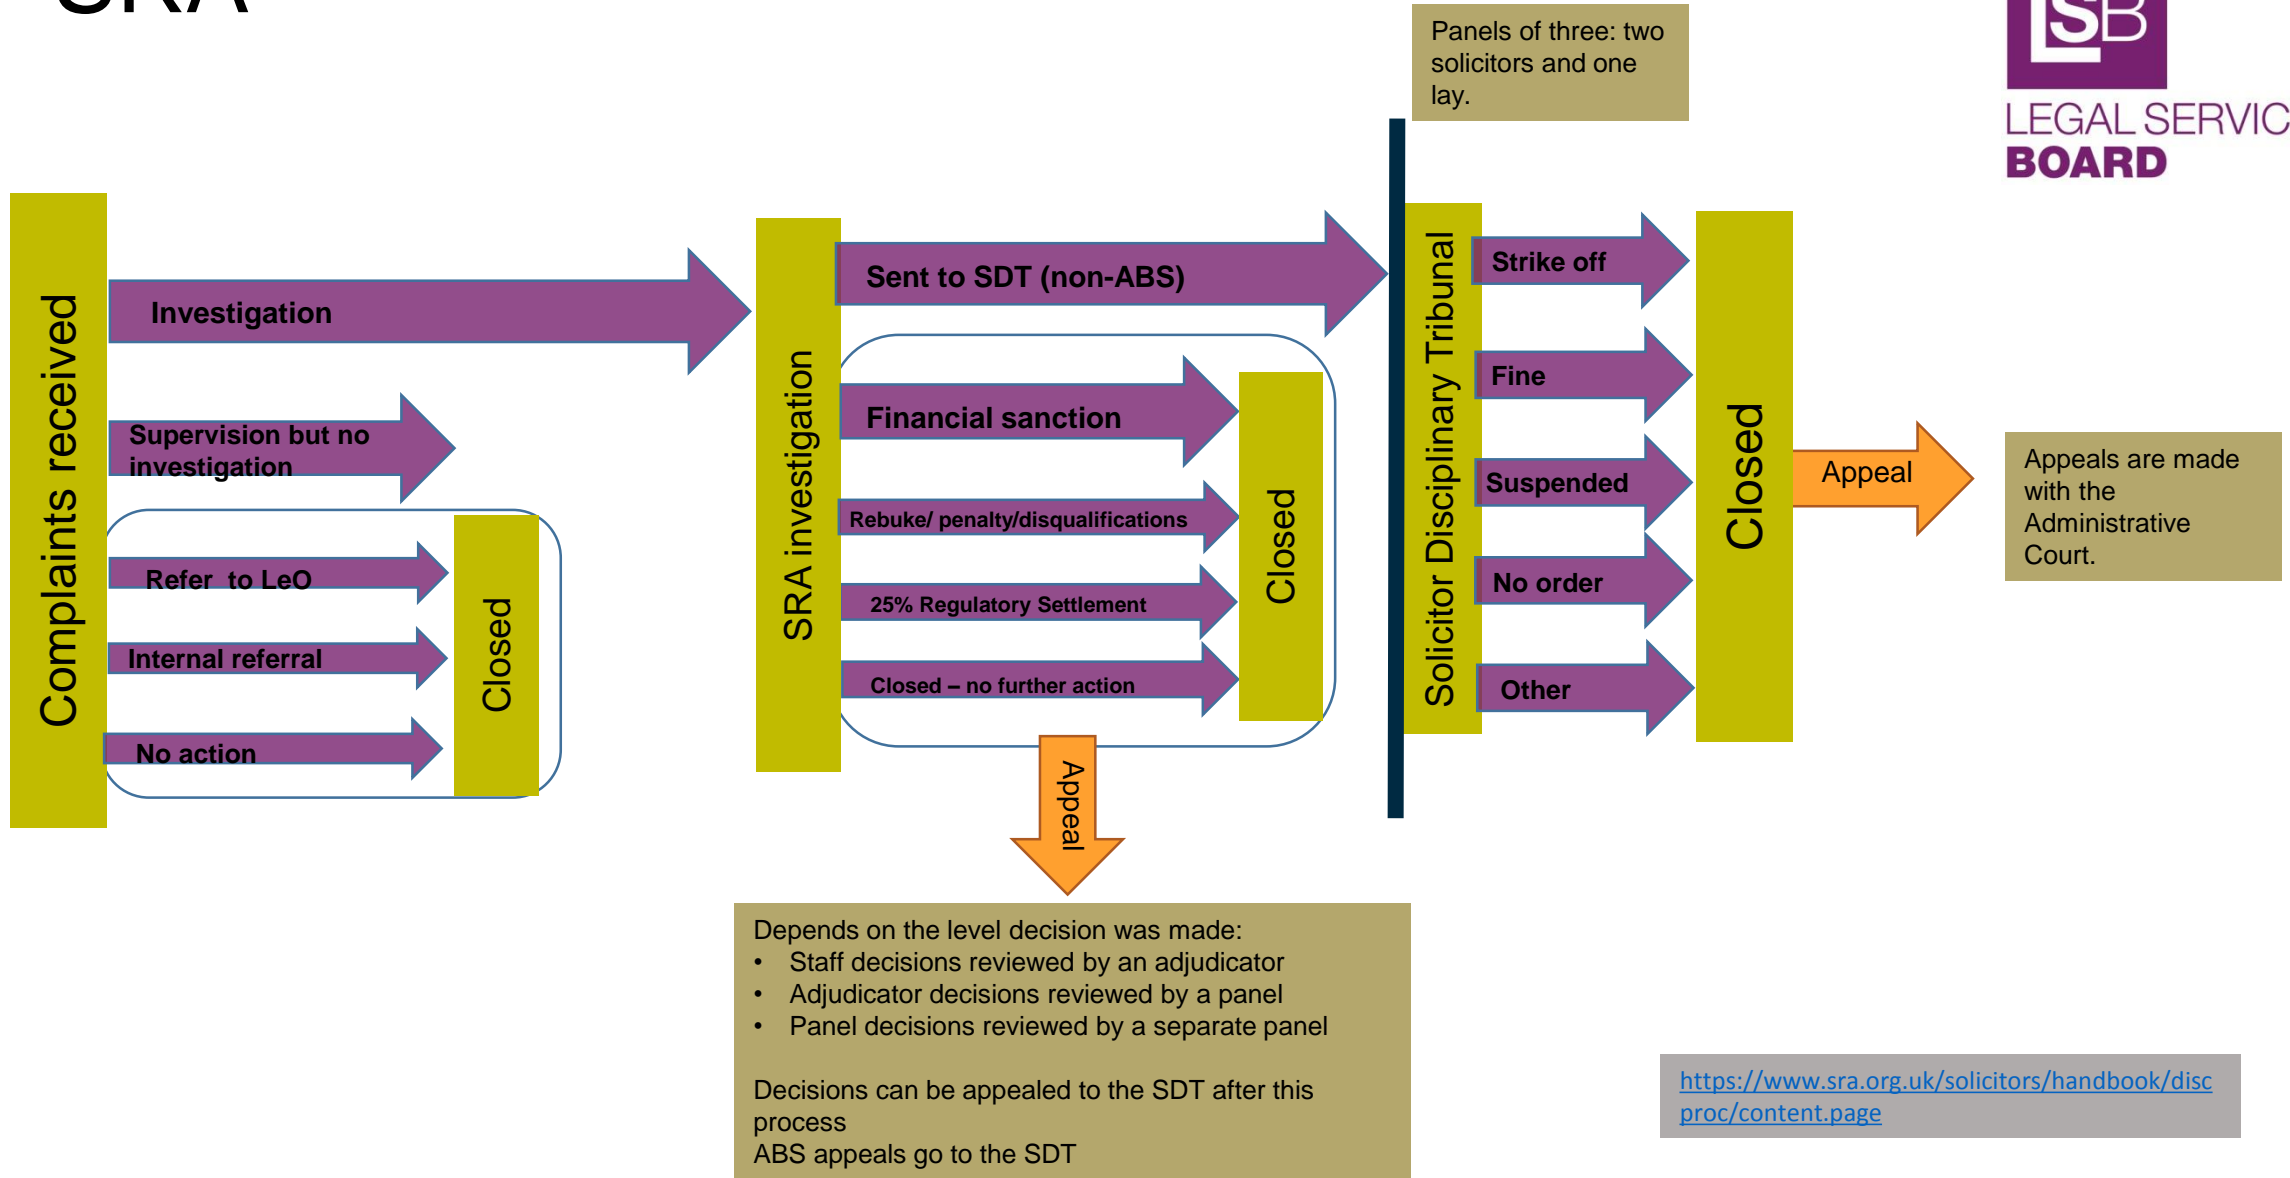 SRA
LSB
LEGAL SERVIC
BOARD
Panels of three: two
solicitors and one
lay.
Complaints received
Investigation
Supervision but no
investigation
Refer to LeO
Internal referral
No action
Closed
SRA investigation
Sent to SDT (non-ABS)
Financial sanction
Rebuke/ penalty/disqualifications
25% Regulatory Settlement
Closed – no further action
Closed
Appeal
Depends on the level decision was made:
• Staff decisions reviewed by an adjudicator
• Adjudicator decisions reviewed by a panel
• Panel decisions reviewed by a separate panel
Decisions can be appealed to the SDT after this
process
ABS appeals go to the SDT
Solicitor Disciplinary Tribunal
Strike off
Fine
Suspended
No order
Other
Closed
Appeal
Appeals are made
with the
Administrative
Court.
https://www.sra.org.uk/solicitors/handbook/disc
proc/content.page